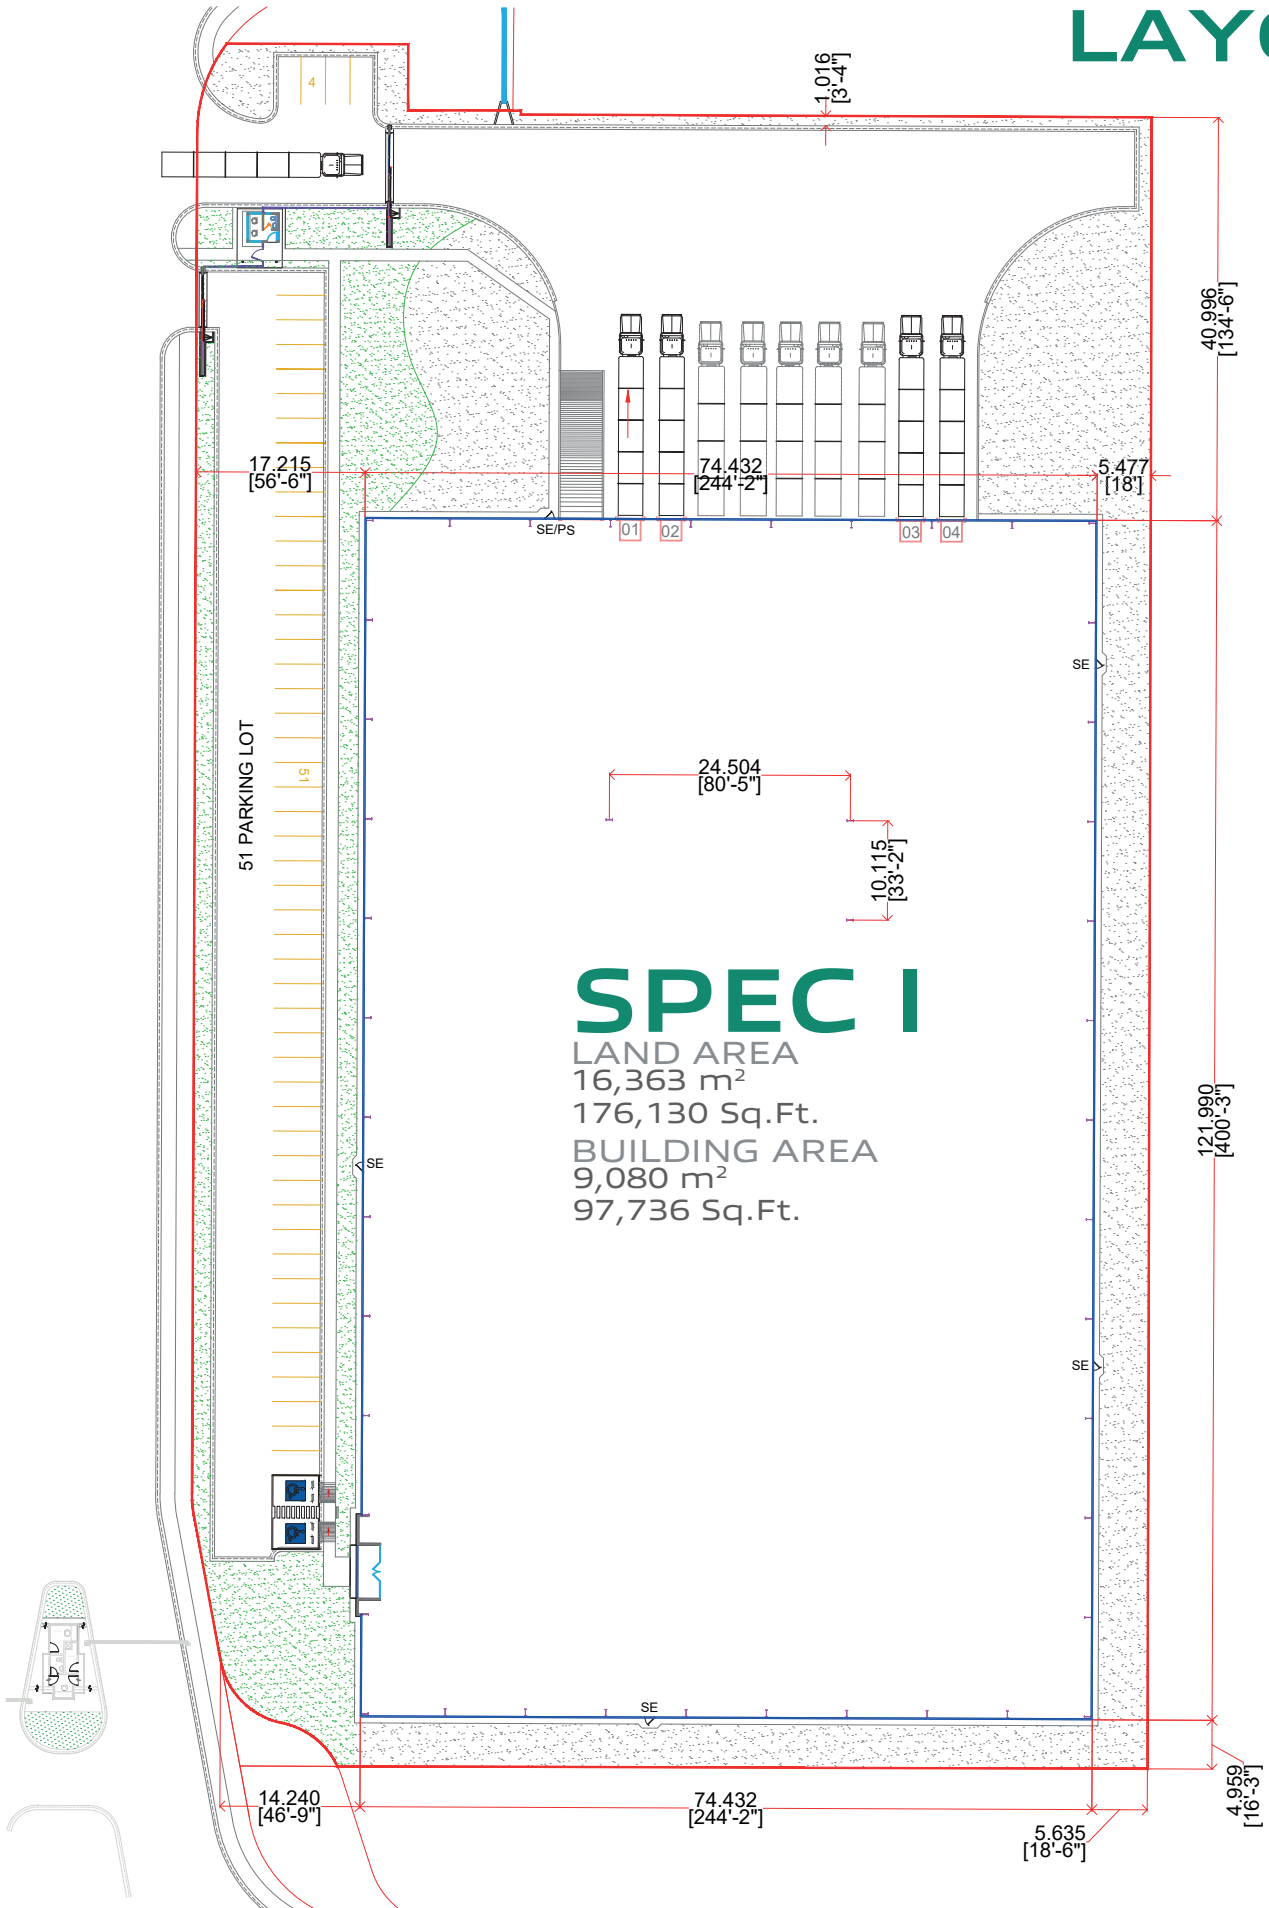 LAYO
4
1.016
[3'-4"]
40.996
[134'-6"]
17.215
[56'-6"]
74.432
[244'-2"]
5.477
[18']
SE/PS
01
02
03
04
SE
51 PARKING LOT
51
24.504
[80'-5"]
10.115
[33'-2"]
SPEC I
LAND AREA
16,363 m²
176,130 Sq.Ft.
BUILDING AREA
9,080 m²
97,736 Sq.Ft.
121.990
[400'-3"]
SE
SE
SE
14.240
[46'-9"]
74.432
[244'-2"]
5.635
[18'-6"]
4.959
[16'-3"]